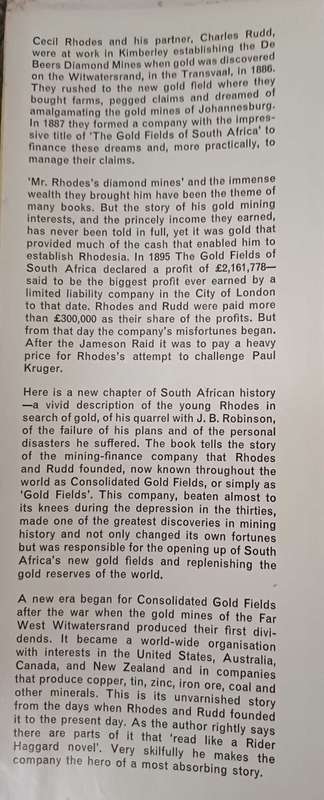 Cecil Rhodes and his partner, Charles Rudd,
were at work in Kimberley establishing the De
Beers Diamond Mines when gold was discovered
on the Witwatersrand, in the Transvaal, in 1886.
They rushed to the new gold field where they
bought farms, pegged claims and dreamed of
amalgamating the gold mines of Johannesburg.
In 1887 they formed a company with the impres-
sive title of 'The Gold Fields of South Africa' to
finance these dreams and, more practically, to
manage their claims.
'Mr. Rhodes's diamond mines' and the immense
wealth they brought him have been the theme of
many books. But the story of his gold mining
interests, and the princely income they earned,
has never been told in full, yet it was gold that
provided much of the cash that enabled him to
establish Rhodesia. In 1895 The Gold Fields of
South Africa declared a profit of £2,161,778—
said to be the biggest profit ever earned by a
limited liability company in the City of London
to that date. Rhodes and Rudd were paid more
than £300,000 as their share of the profits. But
from that day the company's misfortunes began.
After the Jameson Raid it was to pay a heavy
price for Rhodes's attempt to challenge Paul
Kruger.
Here is a new chapter of South African history
—a vivid description of the young Rhodes in
search of gold, of his quarrel with J. B. Robinson,
of the failure of his plans and of the personal
disasters he suffered. The book tells the story
of the mining-finance company that Rhodes
and Rudd founded, now known throughout the
world as Consolidated Gold Fields, or simply as
'Gold Fields'. This company, beaten almost to
its knees during the depression in the thirties,
made one of the greatest discoveries in mining
history and not only changed its own fortunes
but was responsible for the opening up of South
Africa's new gold fields and replenishing the
gold reserves of the world.
A new era began for Consolidated Gold Fields
after the war when the gold mines of the Far
West Witwatersrand produced their first divi-
dends. It became a world-wide organisation
with interests in the United States, Australia,
Canada, and New Zealand and in companies
that produce copper, tin, zinc, iron ore, coal and
other minerals. This is its unvarnished story
from the days when Rhodes and Rudd founded
it to the present day. As the author rightly says
there are parts of it that 'read like a Rider
Haggard novel'. Very skilfully he makes the
company the hero of a most absorbing story.